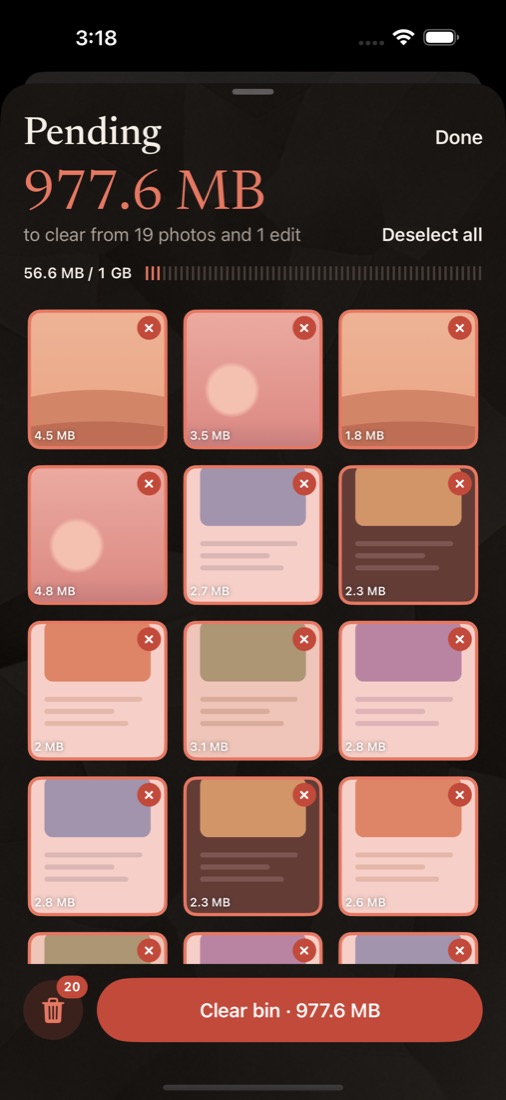 3:18
Pending
Done
977.6 MB
to clear from 19 photos and 1 edit
Deselect all
56.6 MB / 1 GB
4.5 MB
3.5 MB
1.8 MB
4.8 MB
2.7 MB
2.3 MB
2 MB
3.1 MB
2.8 MB
2.8 MB
2.3 MB
2.6 MB
20
Clear bin · 977.6 MB